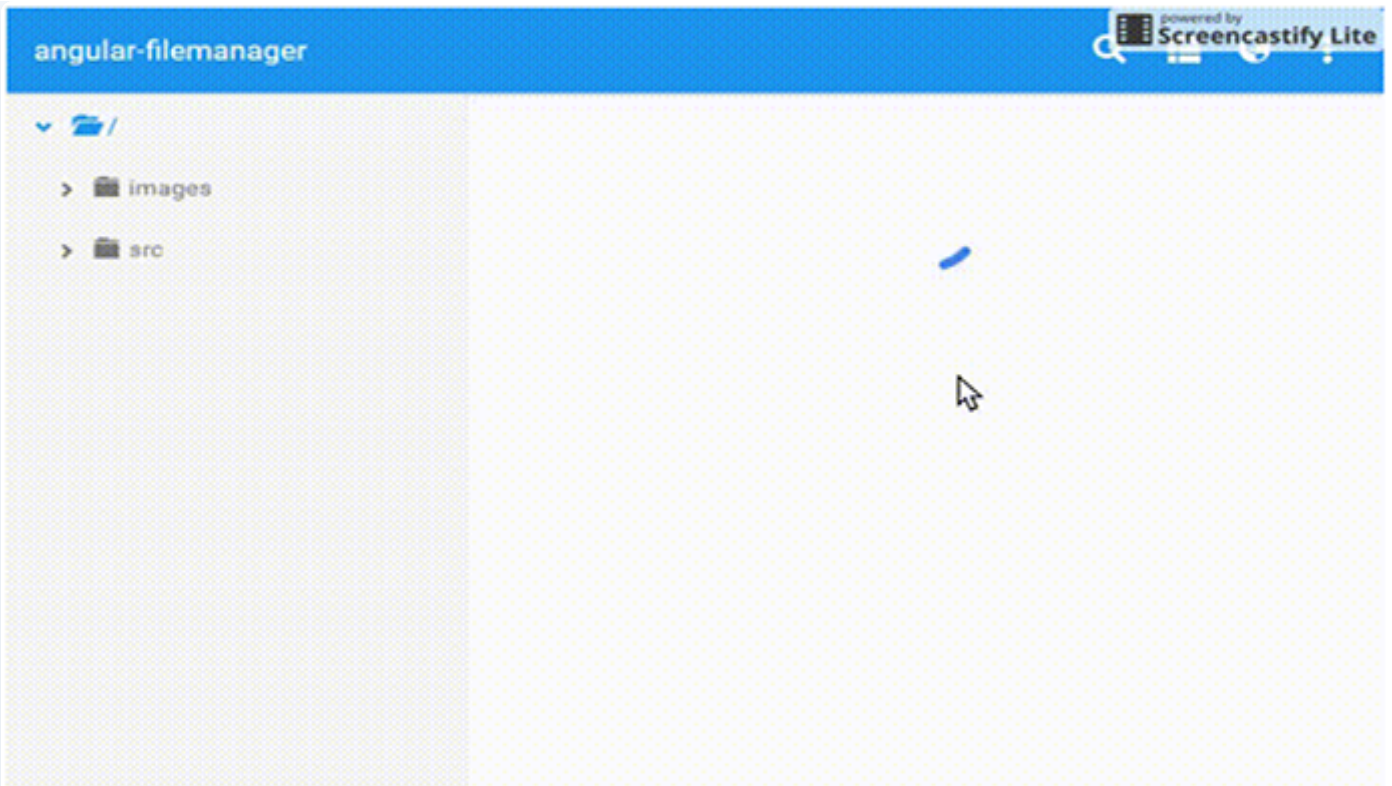 angular-filemanager
powered by
Screencastify Lite
/
images
src